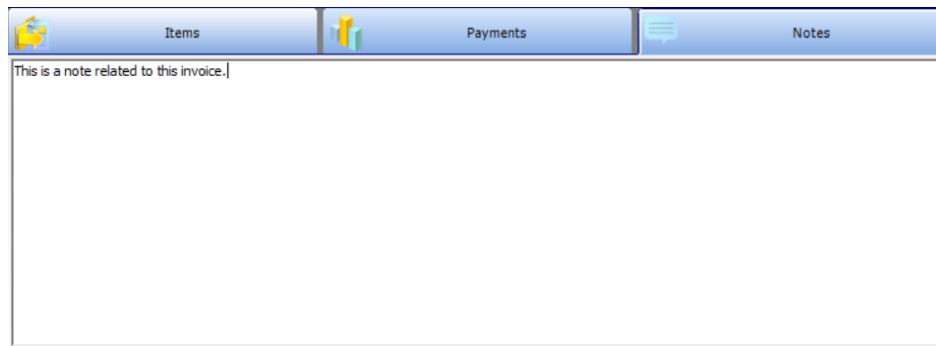 Items
Payments
Notes
This is a note related to this invoice.